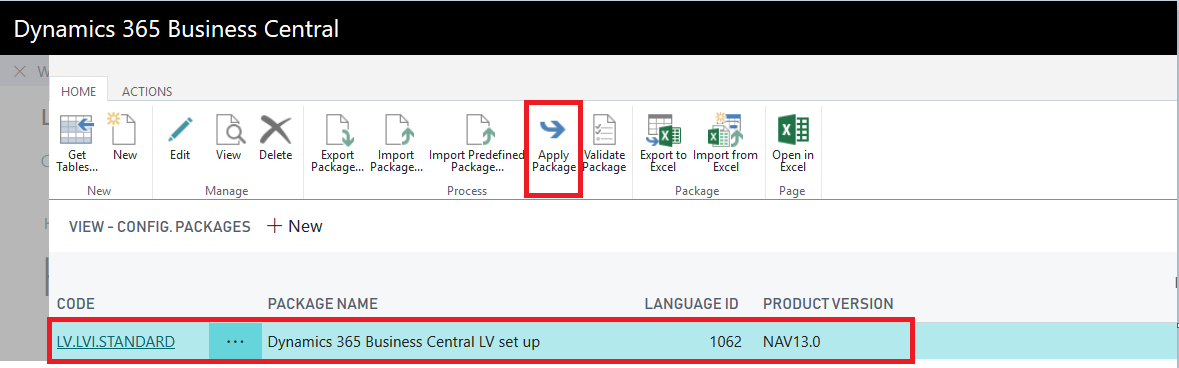 Dynamics 365 Business Central
W
HOME ACTIONS
L
Get Tables... New Edit View Delete Export Package... Import Package... Import Predefined Package... Apply Package Validate Package Export to Excel Import from Excel Open in Excel
New Manage Process Package Page
VIEW - CONFIG. PACKAGES + New
CODE PACKAGE NAME LANGUAGE ID PRODUCT VERSION
LV.LVI.STANDARD ... Dynamics 365 Business Central LV set up 1062 NAV13.0